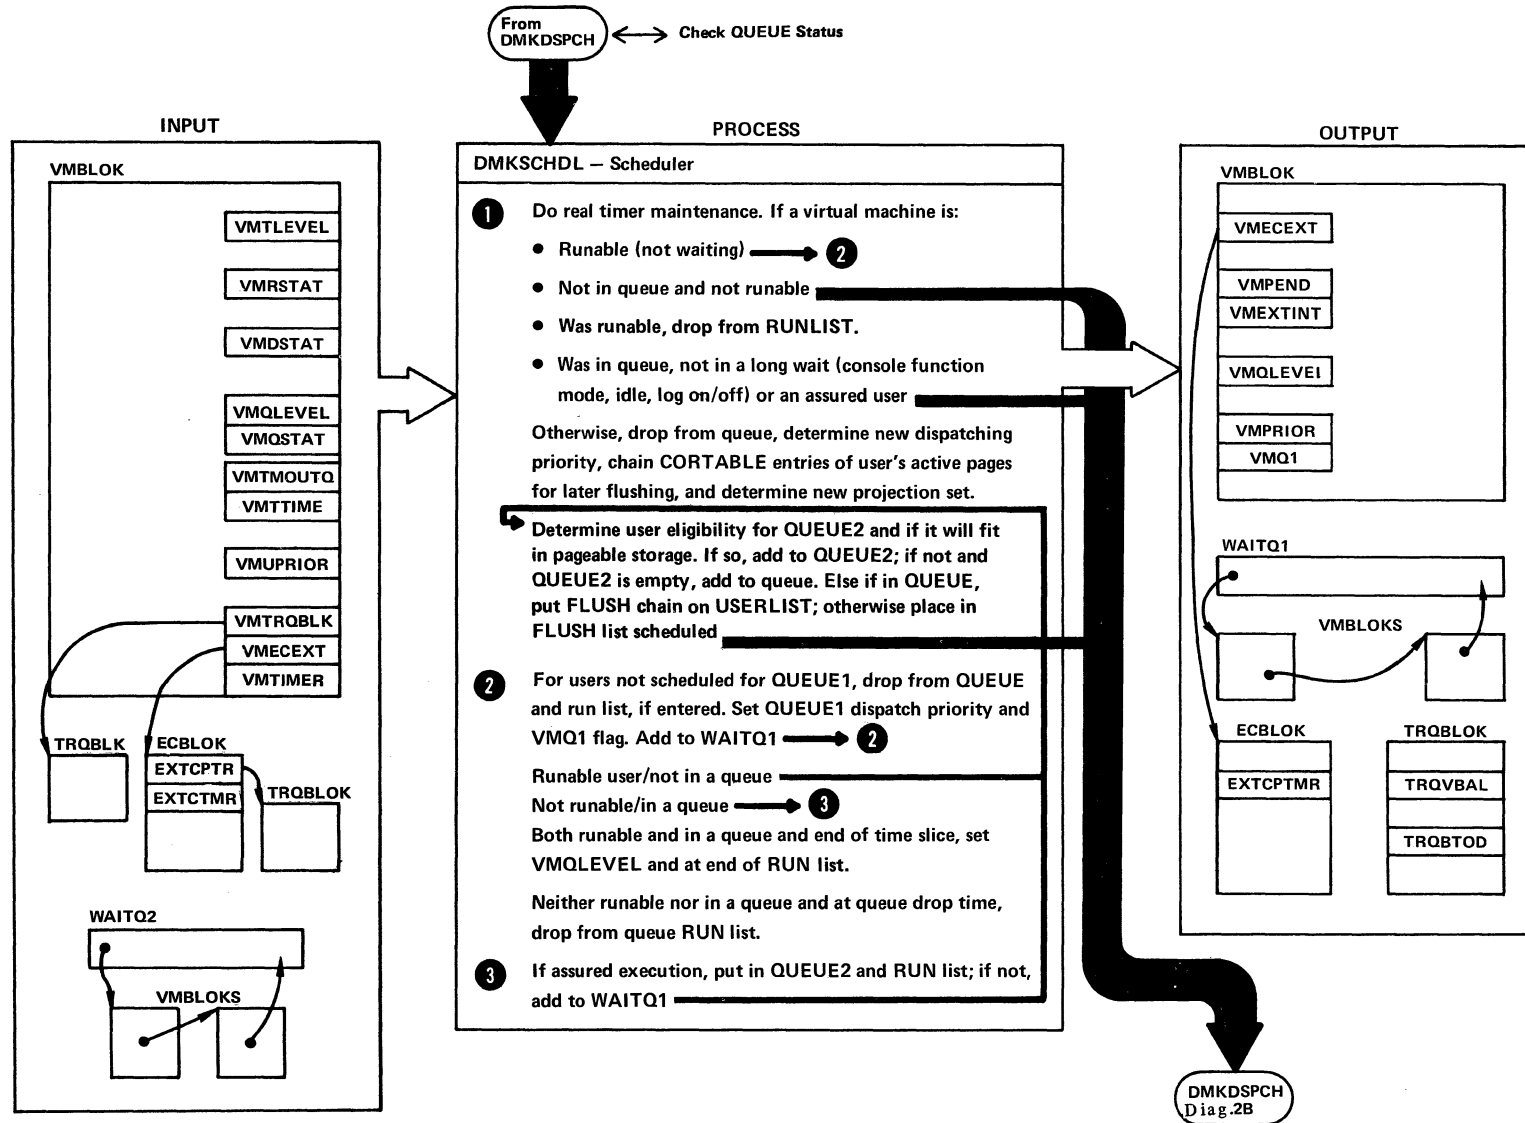 From
DMKDSPCH
Check QUEUE Status
INPUT
VMBLOK
VMTLEVEL
VMRSTAT
VMDSTAT
VMQLEVEL
VMQSTAT
VMTMOUTQ
VMTTIME
VMUPRIOR
VMTRQBLK
VMECEXT
VMTIMER
TRQBLK
ECBLOK
EXTCPTR
EXTCTMR
TRQBLOK
WAITQ2
VMBLOKS
PROCESS
DMKSCHDL — Scheduler
1 Do real timer maintenance. If a virtual machine is:
• Runable (not waiting) 2
• Not in queue and not runable
• Was runable, drop from RUNLIST.
• Was in queue, not in a long wait (console function
mode, idle, log on/off) or an assured user
Otherwise, drop from queue, determine new dispatching
priority, chain CORTABLE entries of user's active pages
for later flushing, and determine new projection set.
Determine user eligibility for QUEUE2 and if it will fit
in pageable storage. If so, add to QUEUE2; if not and
QUEUE2 is empty, add to queue. Else if in QUEUE,
put FLUSH chain on USERLIST; otherwise place in
FLUSH list scheduled
2 For users not scheduled for QUEUE1, drop from QUEUE
and run list, if entered. Set QUEUE1 dispatch priority and
VMQ1 flag. Add to WAITQ1 2
Runable user/not in a queue
Not runable/in a queue 3
Both runable and in a queue and end of time slice, set
VMQLEVEL and at end of RUN list.
Neither runable nor in a queue and at queue drop time,
drop from queue RUN list.
3 If assured execution, put in QUEUE2 and RUN list; if not,
add to WAITQ1
OUTPUT
VMBLOK
VMECEXT
VMPEND
VMEXTINT
VMQLEVEL
VMPRIOR
VMQ1
WAITQ1
VMBLOKS
ECBLOK
EXTCPTMR
TRQBLOK
TRQVBAL
TRQBTOD
DMKDSPCH
Diag.2B